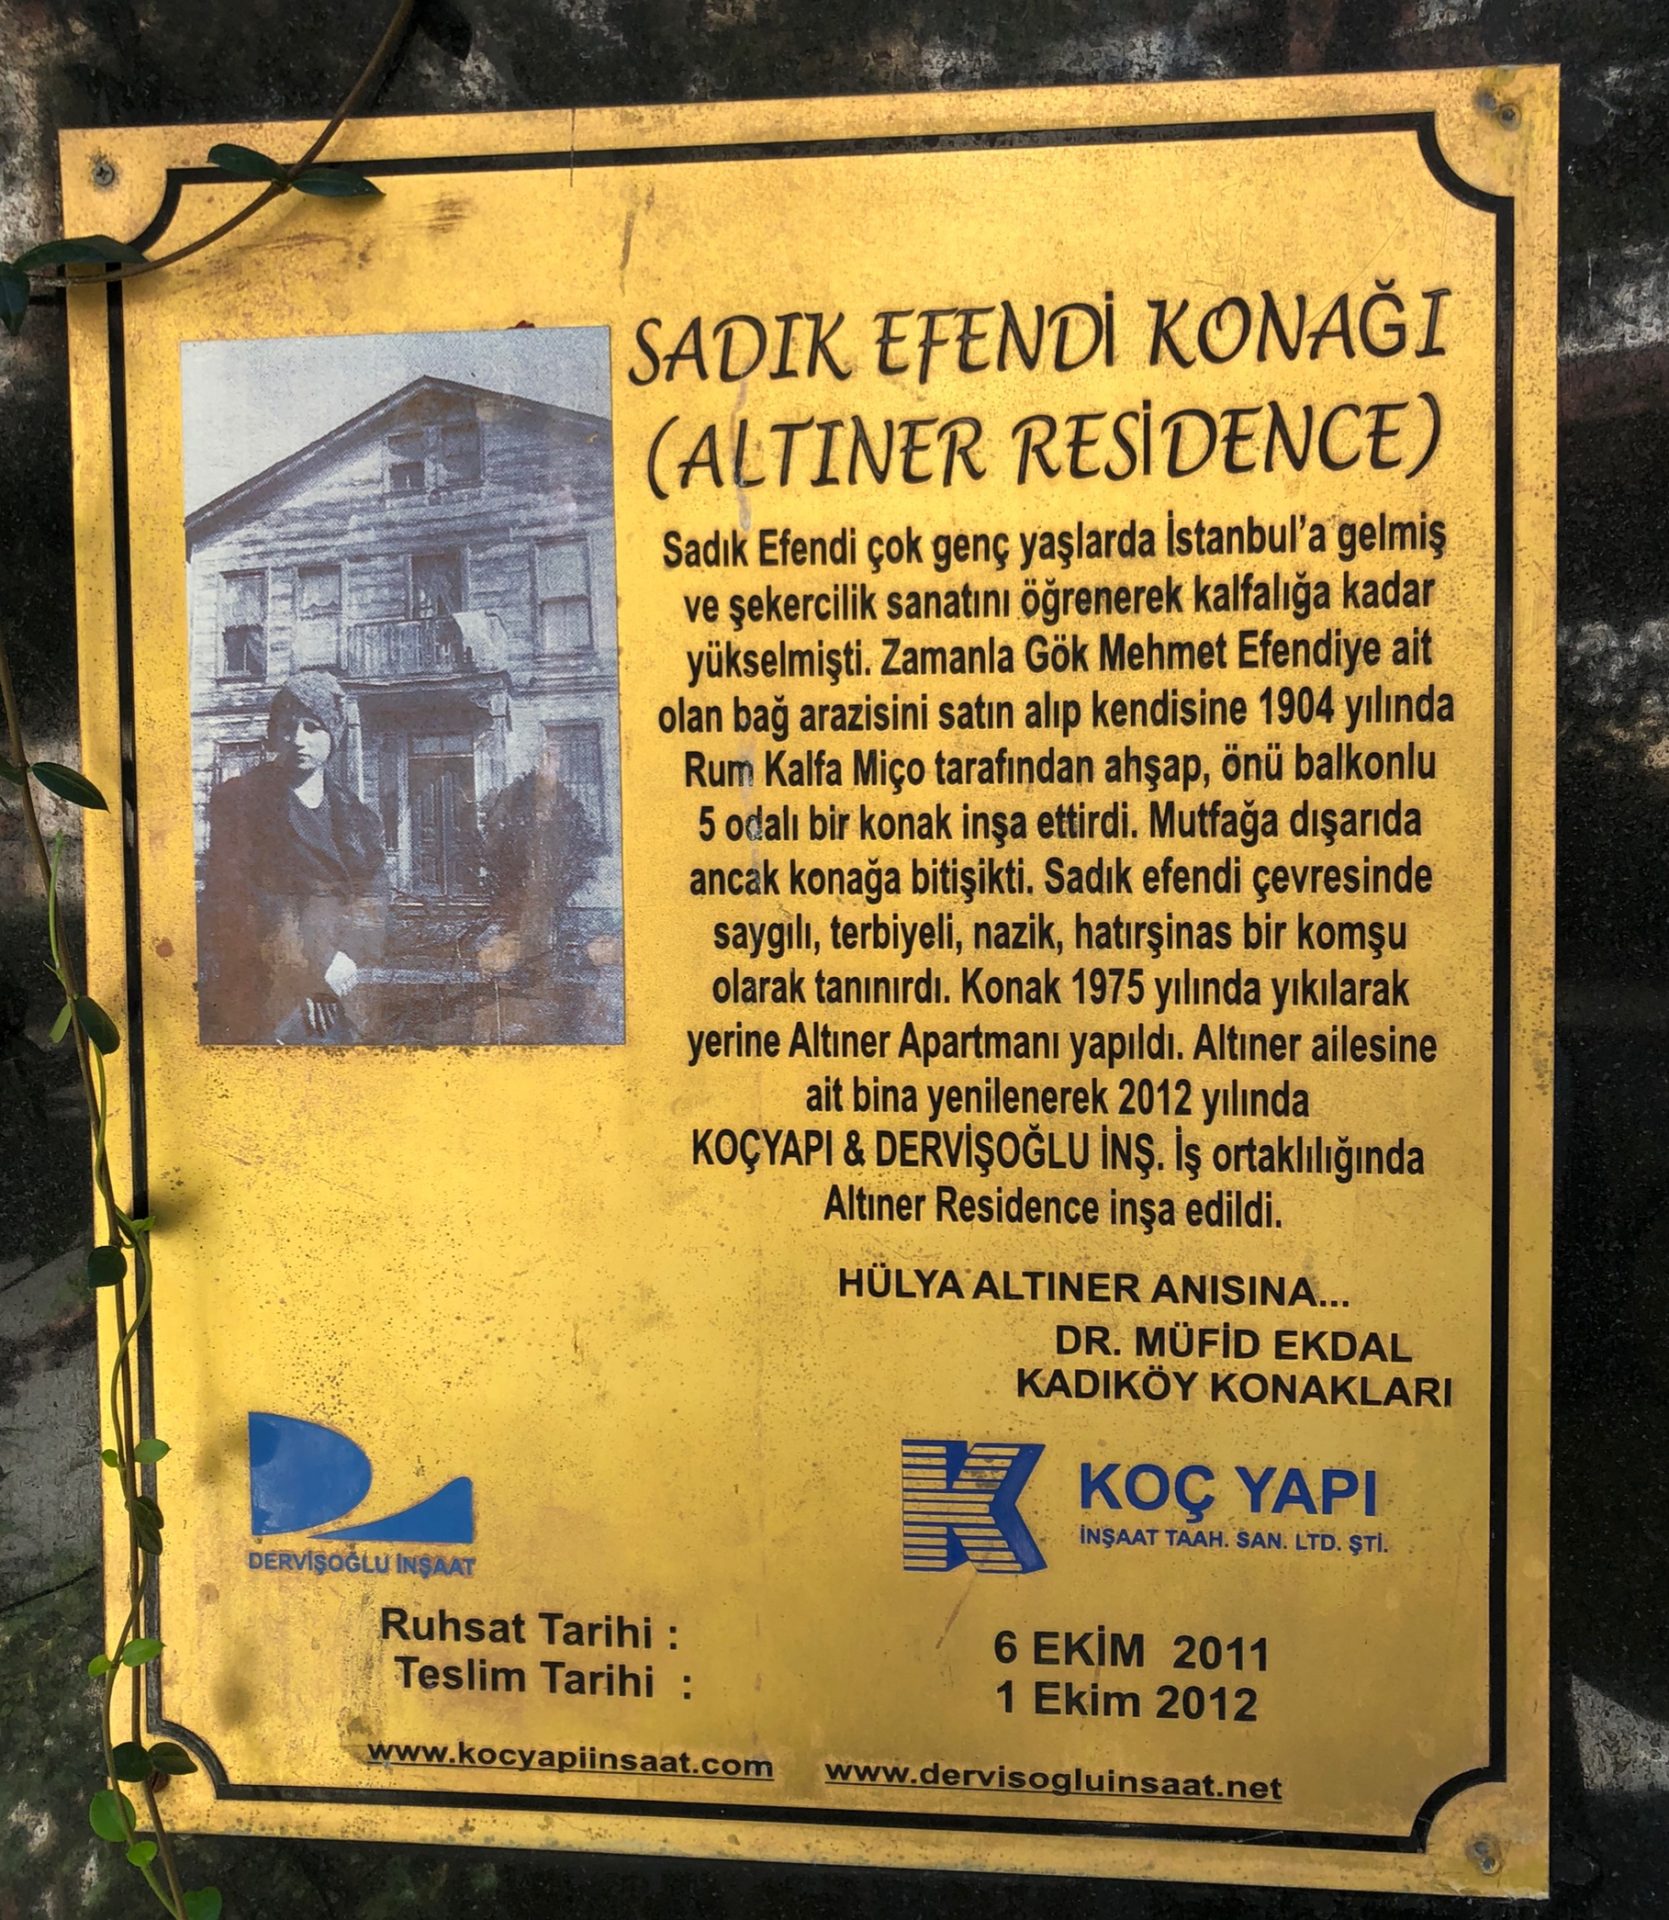 SADIK EFENDİ KONAĞI
(ALTINER RESİDENCE)
Sadık Efendi çok genç yaşlarda İstanbul'a gelmiş
ve şekercilik sanatını öğrenerek kalfalığa kadar
yükselmişti. Zamanla Gök Mehmet Efendiye ait
olan bağ arazisini satın alıp kendisine 1904 yılında
Rum Kalfa Miço tarafından ahşap, önü balkonlu
5 odalı bir konak inşa ettirdi. Mutfağa dışarıda
ancak konağa bitişikti. Sadık efendi çevresinde
saygılı, terbiyeli, nazik, hatırşinas bir komşu
olarak tanınırdı. Konak 1975 yılında yıkılarak
yerine Altıner Apartmanı yapıldı. Altıner ailesine
ait bina yenilenerek 2012 yılında
KOÇYAPI & DERVİŞOĞLU İNŞ. İş ortaklılığında
Altıner Residence inşa edildi.
HÜLYA ALTINER ANISINA...
DR. MÜFİD EKDAL
KADIKÖY KONAKLARI
DERVİŞOĞLU İNŞAAT
K KOÇ YAPI
İNŞAAT TAAH. SAN. LTD. ŞTİ.
Ruhsat Tarihi : 6 EKİM 2011
Teslim Tarihi : 1 Ekim 2012
www.kocyapiinsaat.com www.dervisogluinsaat.net